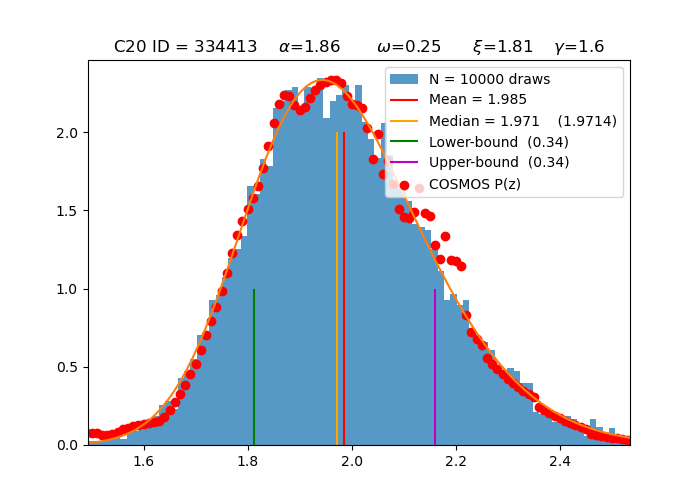 C20 ID = 334413 α=1.86 ω=0.25 ξ=1.81 γ=1.6
N = 10000 draws
Mean = 1.985
Median = 1.971 (1.9714)
Lower-bound (0.34)
Upper-bound (0.34)
COSMOS P(z)
2.0
1.5
1.0
0.5
0.0
1.6 1.8 2.0 2.2 2.4